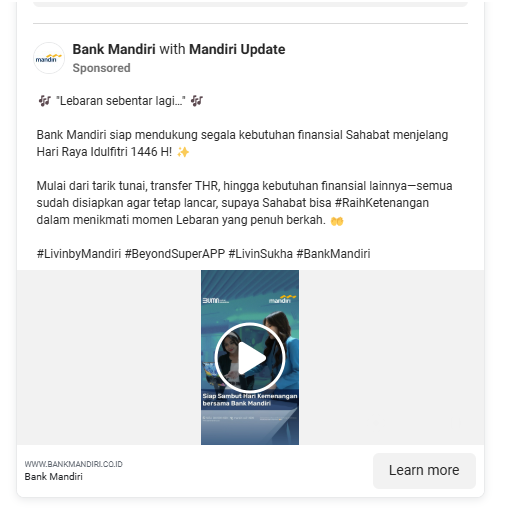 mandiri
Bank Mandiri with Mandiri Update
Sponsored
🎶 "Lebaran sebentar lagi..." 🎶
Bank Mandiri siap mendukung segala kebutuhan finansial Sahabat menjelang
Hari Raya Idulfitri 1446 H! ✨
Mulai dari tarik tunai, transfer THR, hingga kebutuhan finansial lainnya—semua
sudah disiapkan agar tetap lancar, supaya Sahabat bisa #RaihKetenangan
dalam menikmati momen Lebaran yang penuh berkah. 🤲
#LivinbyMandiri #BeyondSuperAPP #LivinSukha #BankMandiri
BUMN
mandiri
Siap Sambut Hari Kemenangan
bersama Bank Mandiri
WWW.BANKMANDIRI.CO.ID
Bank Mandiri
Learn more